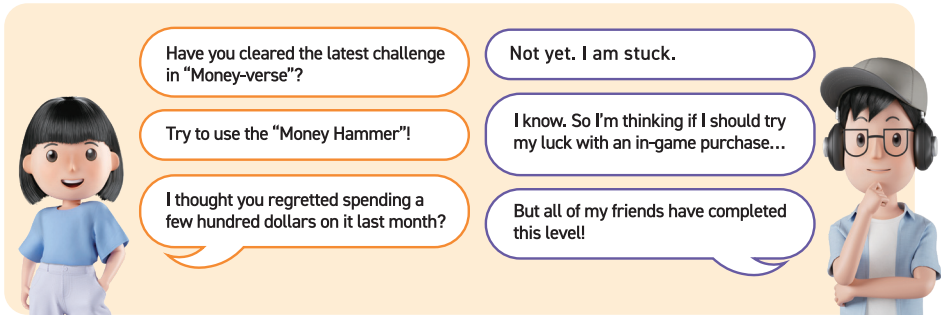 Have you cleared the latest challenge
in “Money-verse”?
Not yet. I am stuck.
Try to use the “Money Hammer”!
I know. So I’m thinking if I should try
my luck with an in-game purchase...
I thought you regretted spending a
few hundred dollars on it last month?
But all of my friends have completed
this level!